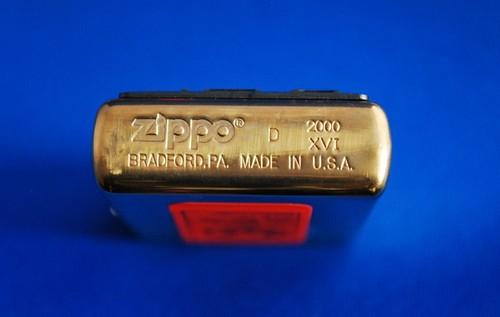 zippo® D 2000
XVI
BRADFORD,PA. MADE IN U.S.A.